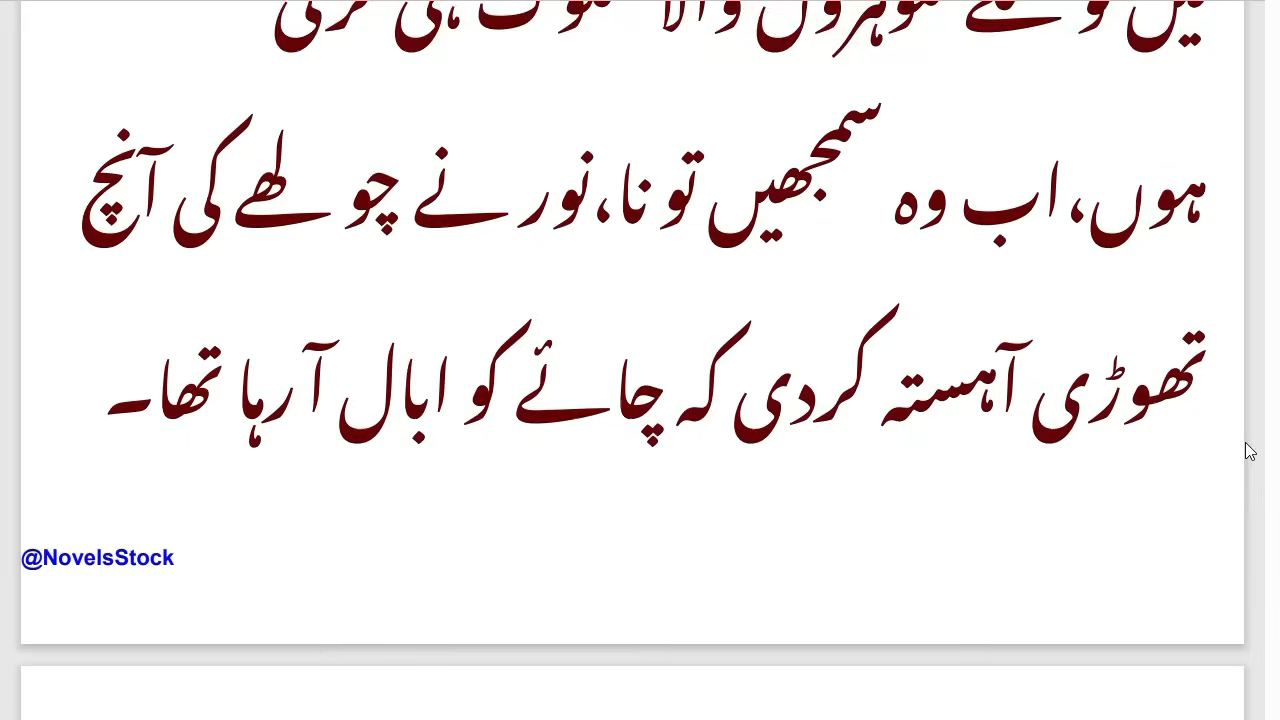 ہوں، اب وہ سمجھیں تو نا، نور نے چولھے کی آنچ
تھوڑی آہستہ کردی کہ چائے کو ابال آرہا تھا۔
@NovelsStock